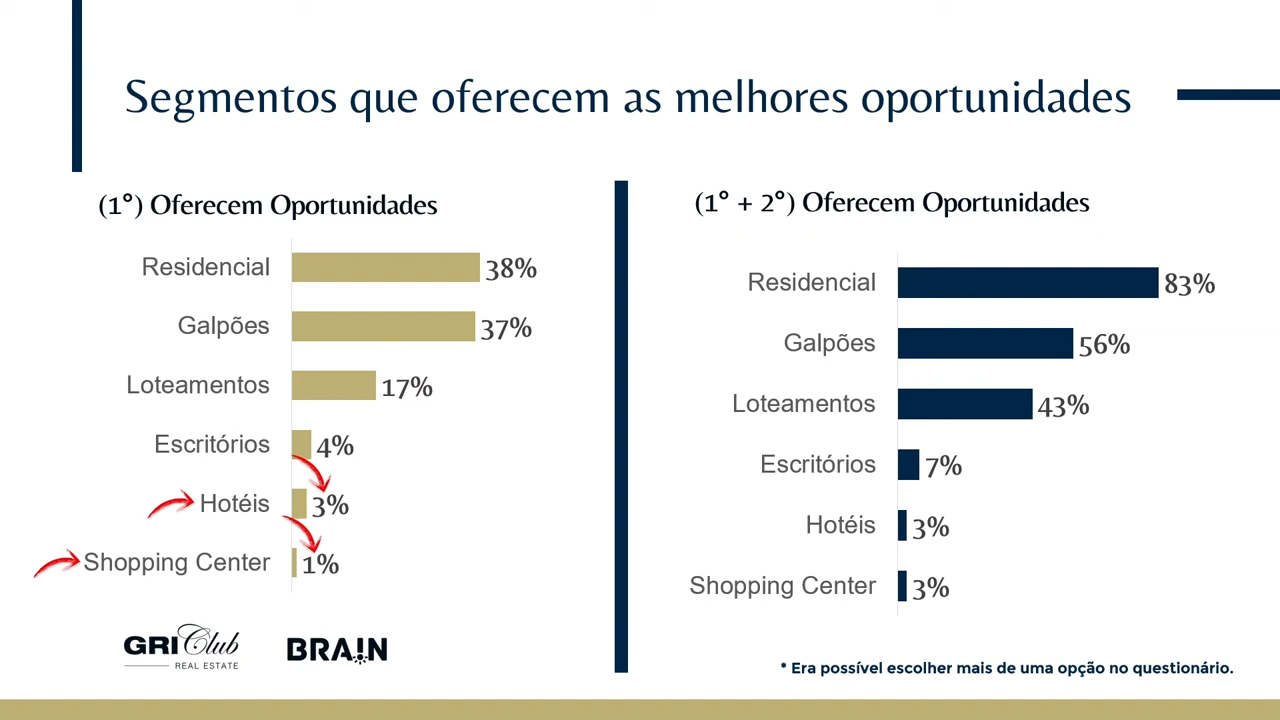 Segmentos que oferecem as melhores oportunidades
(1°) Oferecem Oportunidades
Residencial 38%
Galpões 37%
Loteamentos 17%
Escritórios 4%
Hotéis 3%
Shopping Center 1%
(1° + 2°) Oferecem Oportunidades
Residencial 83%
Galpões 56%
Loteamentos 43%
Escritórios 7%
Hotéis 3%
Shopping Center 3%
GRI Club
REAL ESTATE
BRA!N
* Era possível escolher mais de uma opção no questionário.